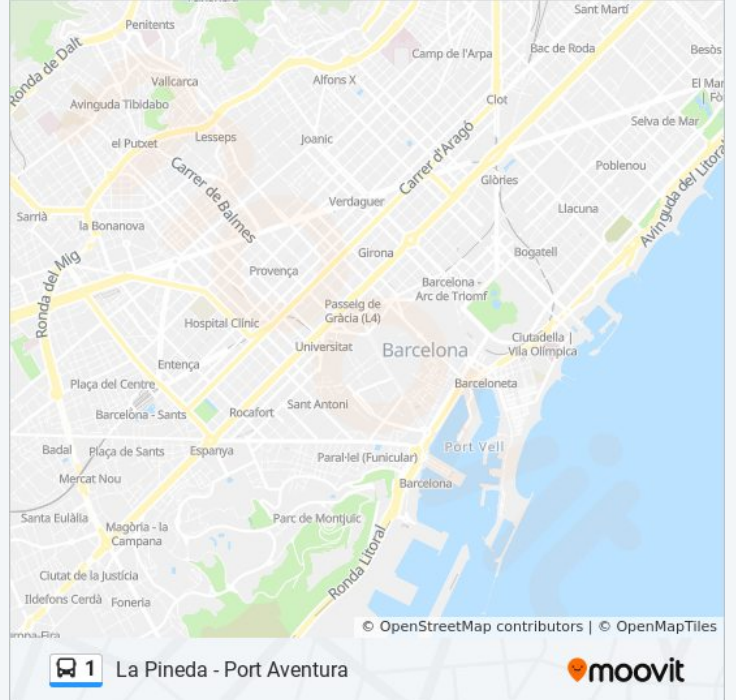 Sant Martí
Penitents
Bac de Roda
Ronda de Dalt
Camp de l'Arpa
Besòs
Vallcarca
Alfons X
El Mar
| Fò
Avinguda Tibidabo
Clot
Selva de Mar
el Putxet
Lesseps
Joanic
Carrer d'Aragó
Poblenou
Carrer de Balmes
Glòries
Avinguda del Litoral
Verdaguer
Llacuna
Sarrià
la Bonanova
Girona
Bogatell
Ronda del Mig
Provença
Barcelona -
Arc de Triomf
Passeig de
Gràcia (L4)
Hospital Clínic
Ciutadella |
Vila Olímpica
Universitat
Barcelona
Entença
Plaça del Centre
Barceloneta
Sant Antoni
Barcelona - Sants
Rocafort
Badal
Plaça de Sants
Espanya
Port Vell
Paral·lel (Funicular)
Mercat Nou
Barcelona
Santa Eulàlia
Magòria - la
Campana
Parc de Montjuïc
Ronda Litoral
Ciutat de la Justícia
Ildefons Cerdà
Foneria
© OpenStreetMap contributors | © OpenMapTiles
1 La Pineda - Port Aventura
moovit